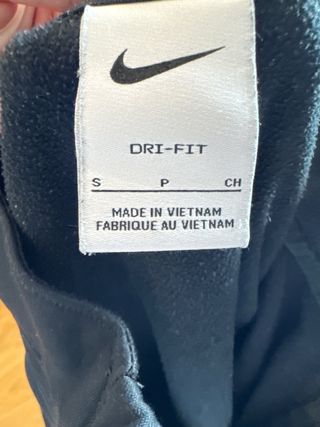 DRI-FIT
S P CH
MADE IN VIETNAM
FABRIQUE AU VIETNAM